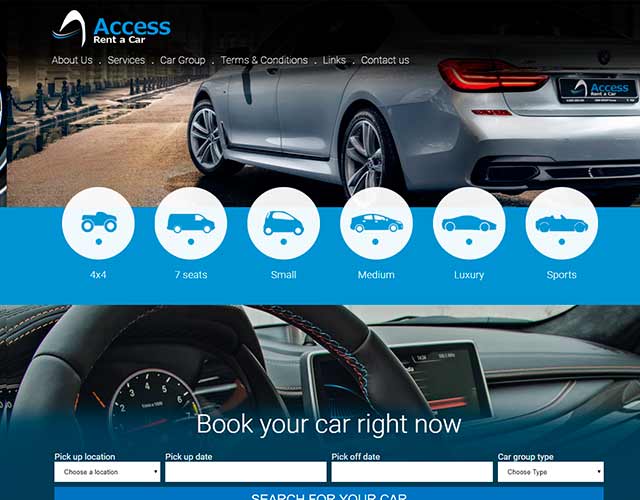 Access
Rent a Car
About Us . Services . Car Group . Terms & Conditions . Links . Contact us
Access
Rent a Car
4x4
7 seats
Small
Medium
Luxury
Sports
Book your car right now
Pick up location
Pick up date
Pick off date
Car group type
Choose a location
Choose Type
SEARCH FOR YOUR CAR